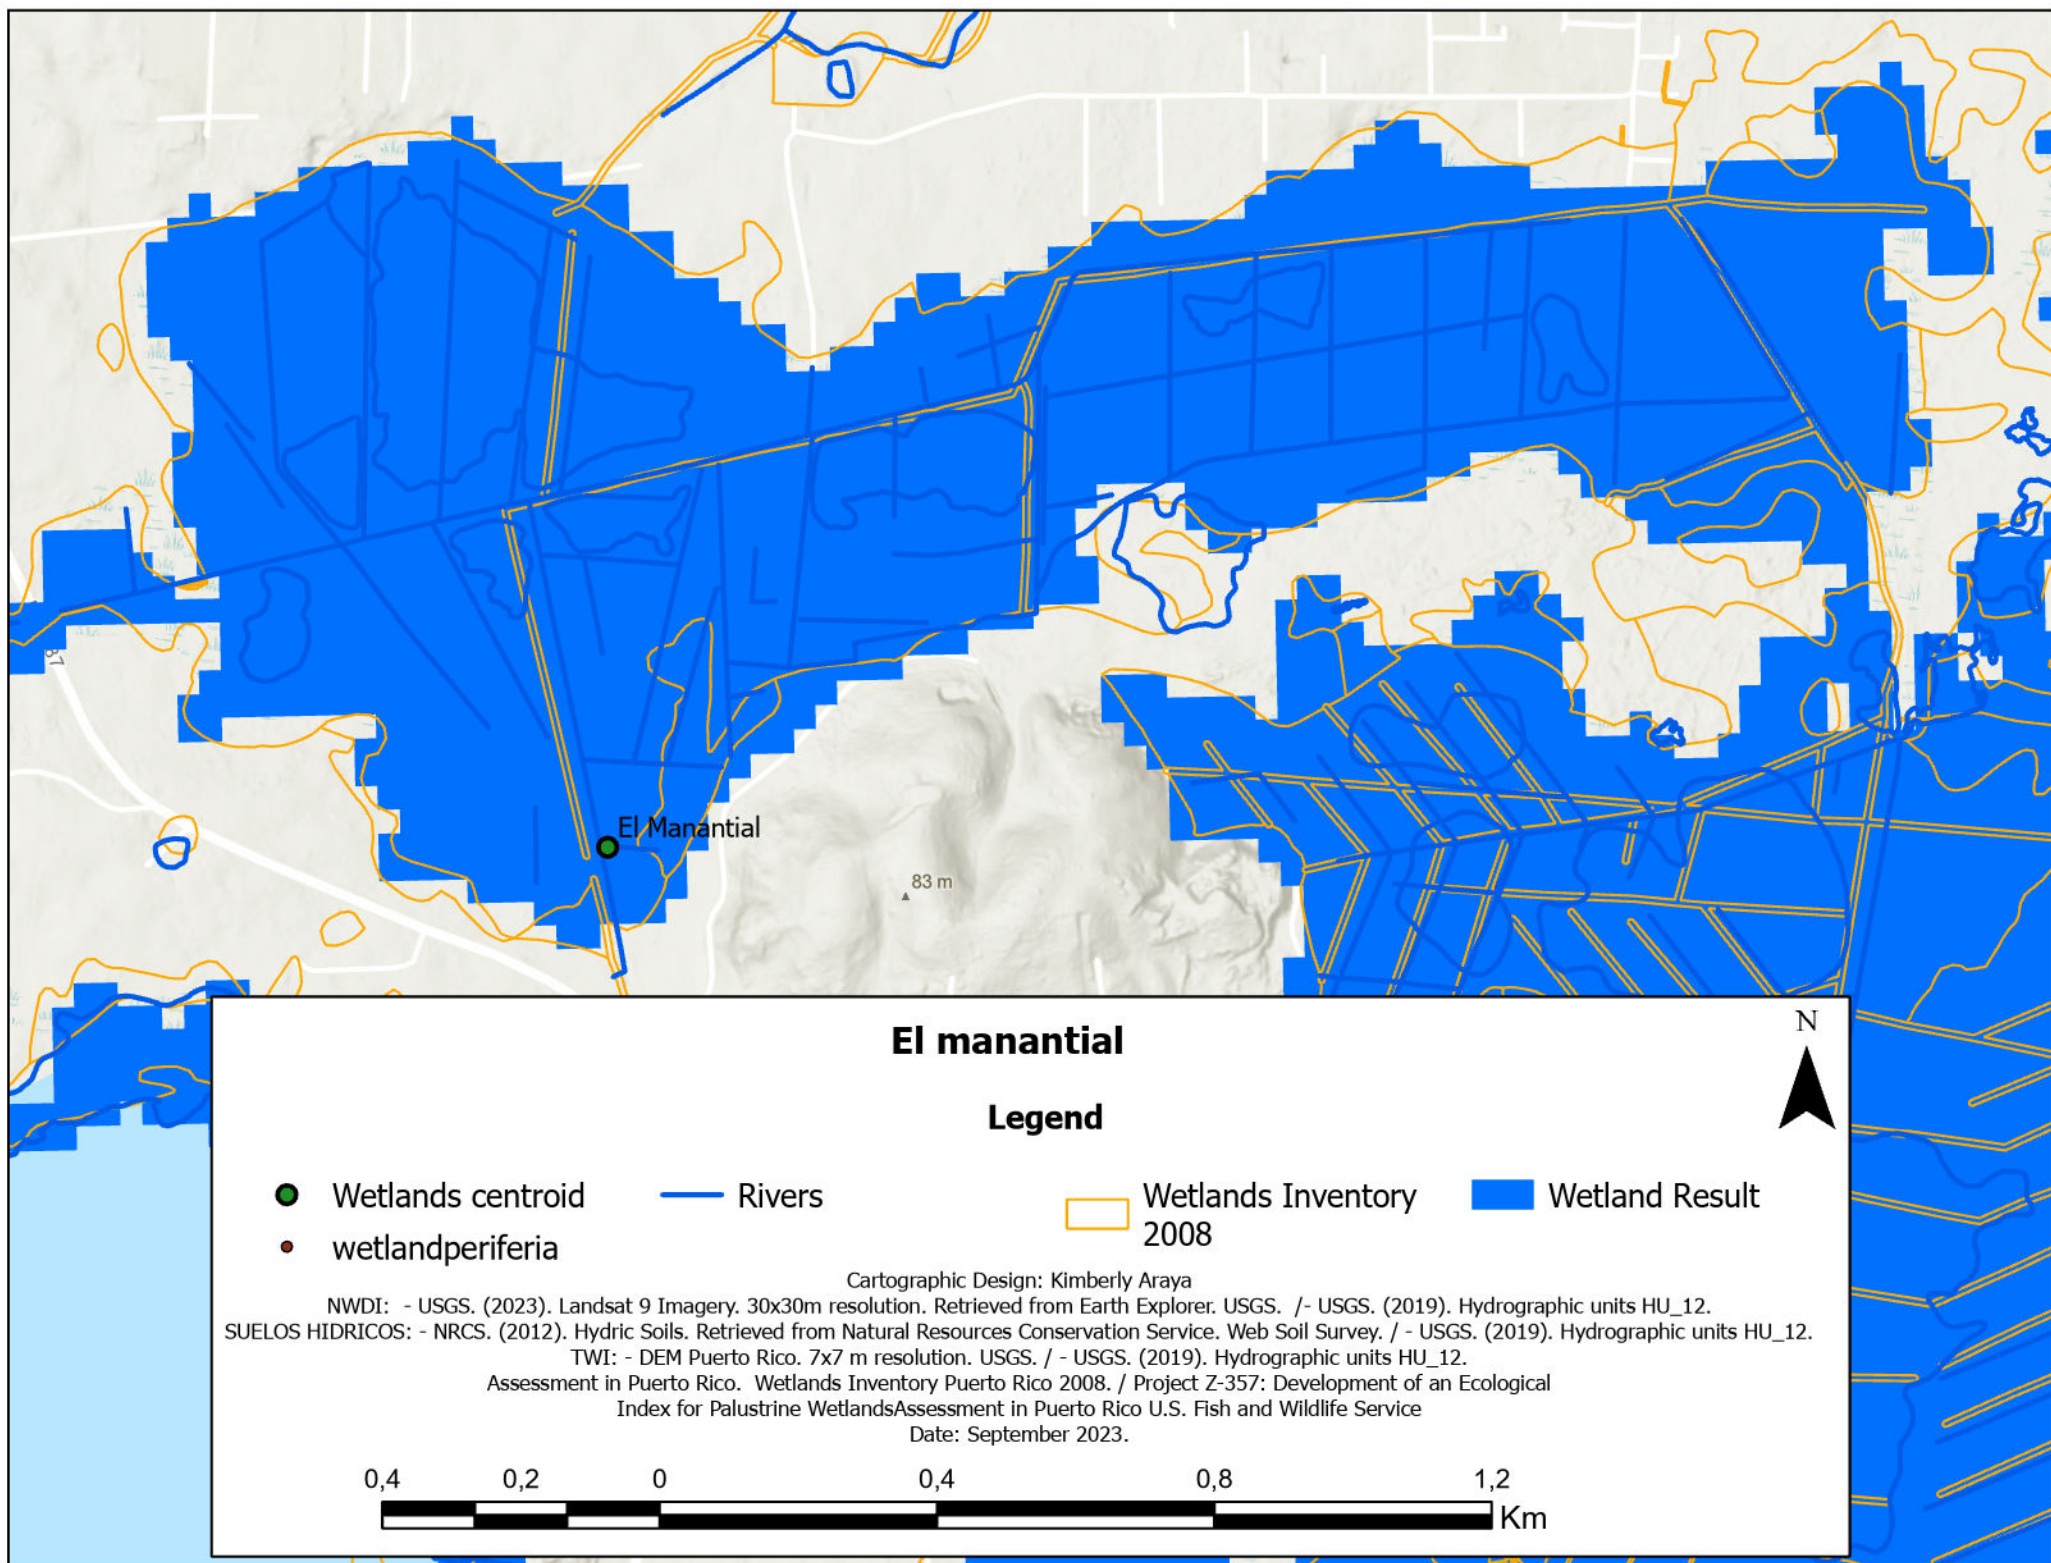 87
El Manantial
83 m
El manantial
N
Legend
Wetlands centroid
Rivers
Wetlands Inventory
2008
Wetland Result
wetlandperiferia
Cartographic Design: Kimberly Araya
NWDI: - USGS. (2023). Landsat 9 Imagery. 30x30m resolution. Retrieved from Earth Explorer. USGS. /- USGS. (2019). Hydrographic units HU_12.
SUELOS HIDRICOS: - NRCS. (2012). Hydric Soils. Retrieved from Natural Resources Conservation Service. Web Soil Survey. / - USGS. (2019). Hydrographic units HU_12.
TWI: - DEM Puerto Rico. 7x7 m resolution. USGS. / - USGS. (2019). Hydrographic units HU_12.
Assessment in Puerto Rico. Wetlands Inventory Puerto Rico 2008. / Project Z-357: Development of an Ecological
Index for Palustrine WetlandsAssessment in Puerto Rico U.S. Fish and Wildlife Service
Date: September 2023.
0,4 0,2 0 0,4 0,8 1,2
Km